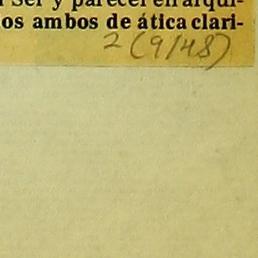 Ser y parecer en arqui-
os ambos de ática clari-
2 (9/48)